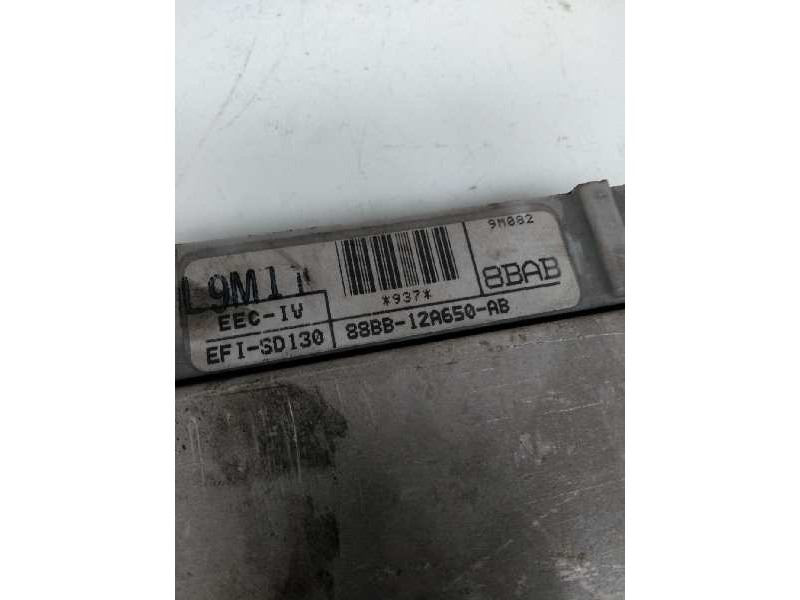 9M082
L9M11
*937*
8BAB
EEC-IV
EFI-SD130
88BB-12A650-AB